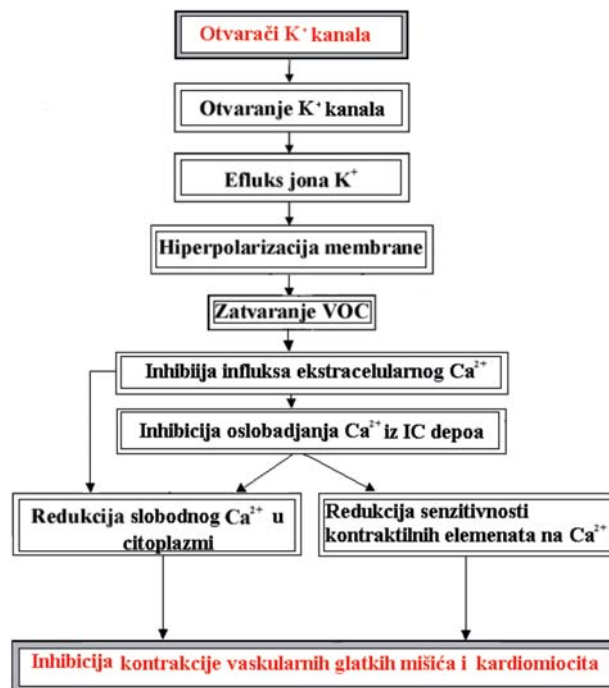 Otvarači K⁺ kanala
Otvaranje K⁺ kanala
Efluks jona K⁺
Hiperpolarizacija membrane
Zatvaranje VOC
Inhibiija influksa ekstracelularnog Ca²⁺
Inhibicija oslobadjanja Ca²⁺ iz IC depoa
Redukcija slobodnog Ca²⁺ u
citoplazmi
Redukcija senzitivnosti
kontraktilnih elemenata na Ca²⁺
Inhibicija kontrakcije vaskularnih glatkih mišića i kardiomiocita